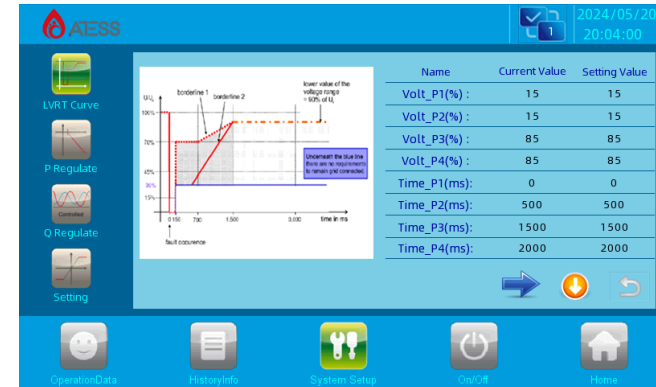 ATESS
1
2024/05/20
20:04:00
LVRT Curve
P Regulate
Controlled
Q Regulate
Setting
U/U
borderline 1
borderline 2
lower value of the
voltage range
= 90% of U
100%
70%
45%
30%
15%
Underneath the blue line
there are no requirements
to remain grid connected.
0 150 700 1.500 3.000 time in ms
fault occurence
Name Current Value Setting Value
Volt_P1(%) : 15 15
Volt_P2(%) : 15 15
Volt_P3(%) : 85 85
Volt_P4(%) : 85 85
Time_P1(ms): 0 0
Time_P2(ms): 500 500
Time_P3(ms): 1500 1500
Time_P4(ms): 2000 2000
OperationData
HistoryInfo
System Setup
On/Off
Home